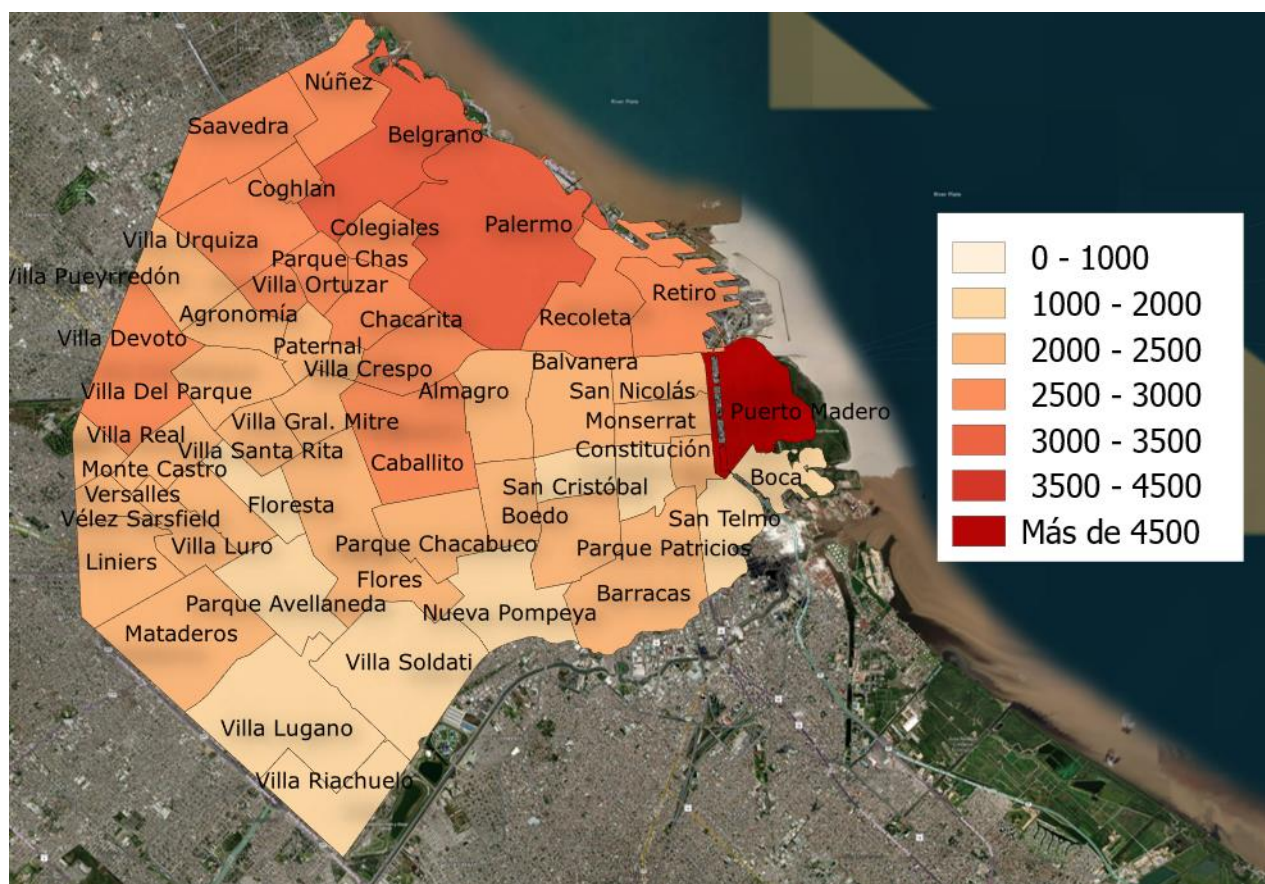 Núñez
Saavedra
Belgrano
River Plate
River Plate
Coghlan
Colegiales
Palermo
Villa Urquiza
Parque Chas
Villa Pueyrredón
Villa Ortuzar
Retiro
Agronomía
Chacarita
Recoleta
Villa Devoto
Paternal
Balvanera
Villa Crespo
Villa Del Parque
Almagro
San Nicolás
Puerto Madero
Villa Gral. Mitre
Monserrat
Villa Real
Villa Santa Rita
Constitución
Caballito
Monte Castro
Boca
Versalles
Floresta
San Cristóbal
Vélez Sarsfield
Boedo
San Telmo
Villa Luro
Parque Chacabuco
Parque Patricios
Liniers
Flores
Barracas
Parque Avellaneda
Nueva Pompeya
Mataderos
Villa Soldati
Villa Lugano
Villa Riachuelo
0 - 1000
1000 - 2000
2000 - 2500
2500 - 3000
3000 - 3500
3500 - 4500
Más de 4500